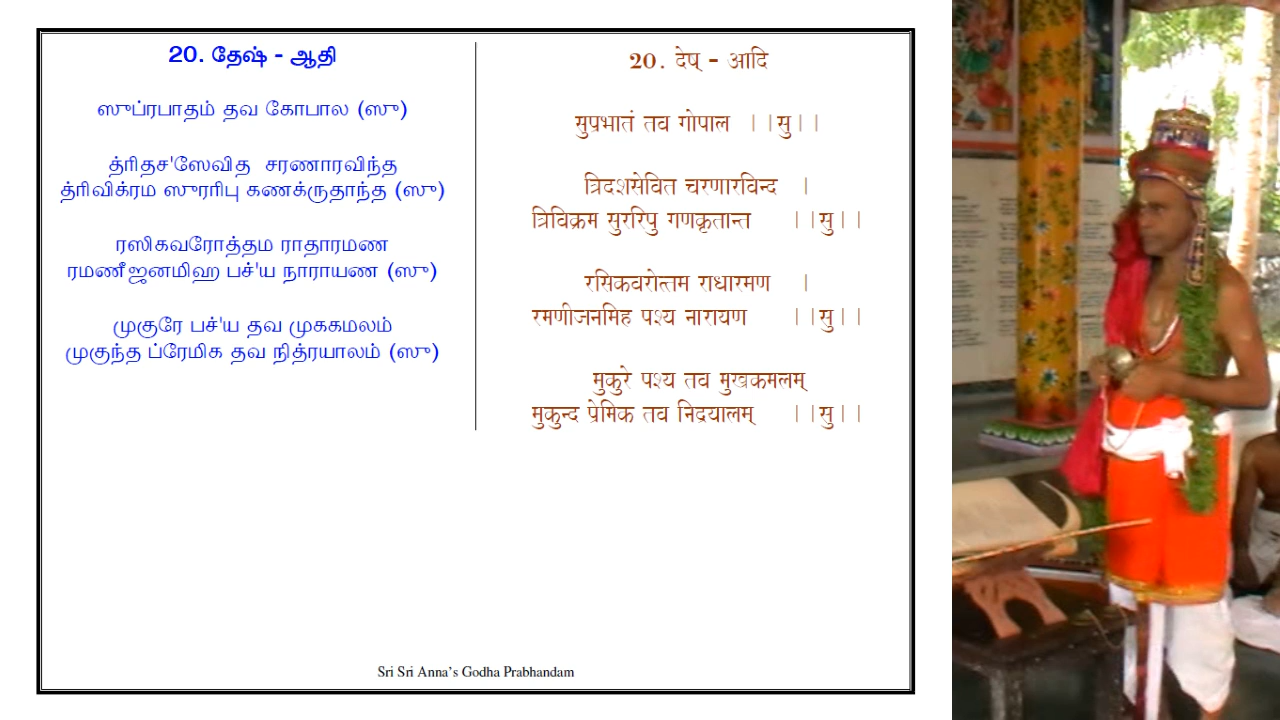 20. தேஷ் - ஆதி
ஸுப்ரபாதம் தவ கோபால (ஸு)
த்ரிதச'ஸேவித சரணாரவிந்த
த்ரிவிக்ரம ஸுரரிபு கணக்ருதாந்த (ஸு)
ரஸிகவரோத்தம ராதாரமண
ரமணீஜனமிஹ பச்'ய நாராயண (ஸு)
முகுரே பச்'ய தவ முககமலம்
முகுந்த ப்ரேமிக தவ நித்ரயாலம் (ஸு)
20. देष् - आदि
सुप्रभातं तव गोपाल ||सु||
त्रिदशसेवित चरणारविन्द |
त्रिविक्रम सुररिपु गणकृतान्त ||सु||
रसिकवरोत्तम राधारमण |
रमणीजनमिह पश्य नारायण ||सु||
मुकुरे पश्य तव मुखकमलम्
मुकुन्द प्रेमिक तव निद्रयालम् ||सु||
Sri Sri Anna's Godha Prabhandam